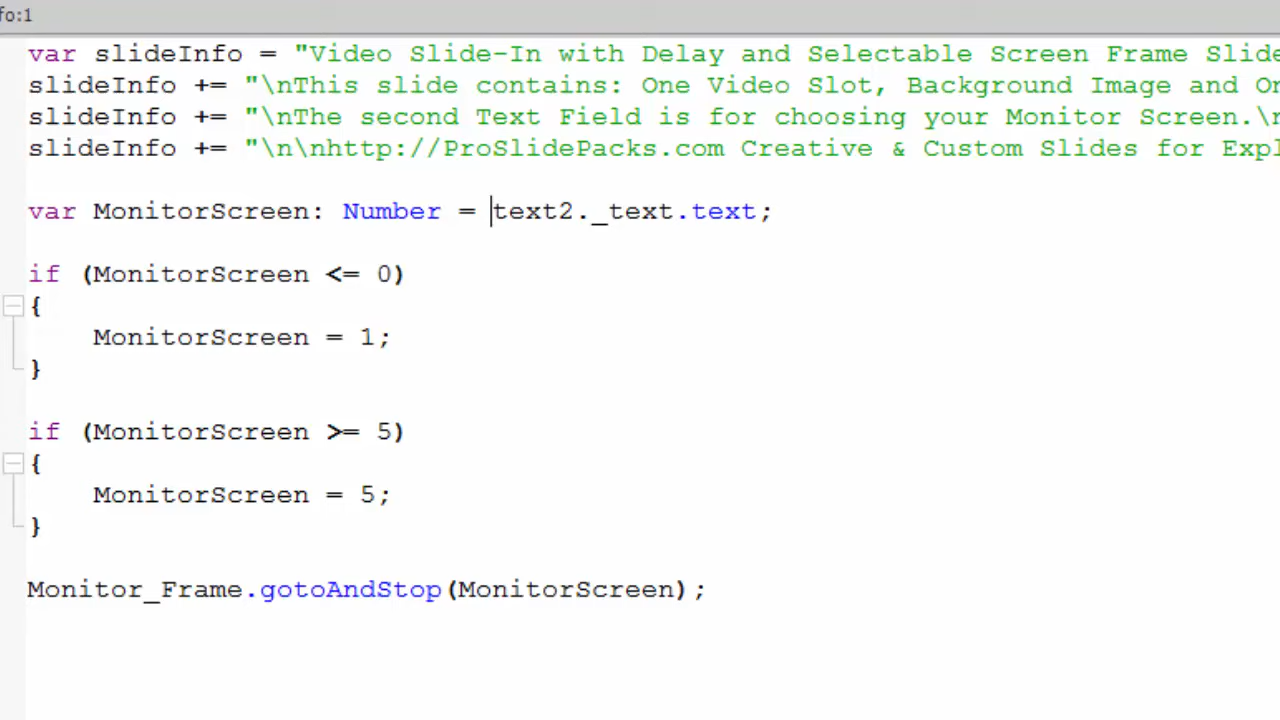 fo:1
var slideInfo = "Video Slide-In with Delay and Selectable Screen Frame Slide
slideInfo += "\nThis slide contains: One Video Slot, Background Image and On
slideInfo += "\nThe second Text Field is for choosing your Monitor Screen.\n
slideInfo += "\n\nhttp://ProSlidePacks.com Creative & Custom Slides for Expl
var MonitorScreen: Number = text2._text.text;
if (MonitorScreen <= 0)
{
MonitorScreen = 1;
}
if (MonitorScreen >= 5)
{
MonitorScreen = 5;
}
Monitor_Frame.gotoAndStop(MonitorScreen);